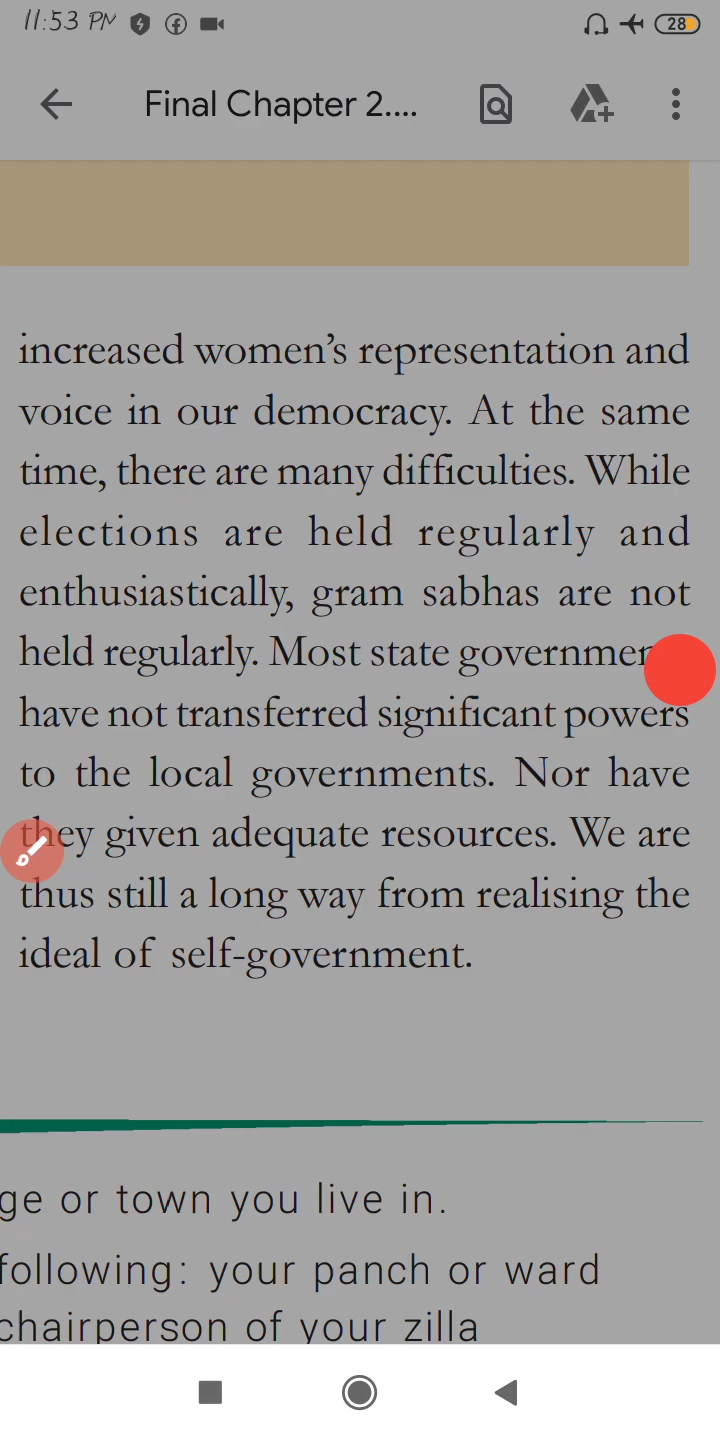 11:53 PM 28
Final Chapter 2....
increased women's representation and
voice in our democracy. At the same
time, there are many difficulties. While
elections are held regularly and
enthusiastically, gram sabhas are not
held regularly. Most state
have not transferred significant powers
to the local governments. Nor have
they given adequate resources. We are
thus still a long way from realising the
ideal of self-government.
ge or town you live in.
following: your panch or ward
chairperson of your zilla